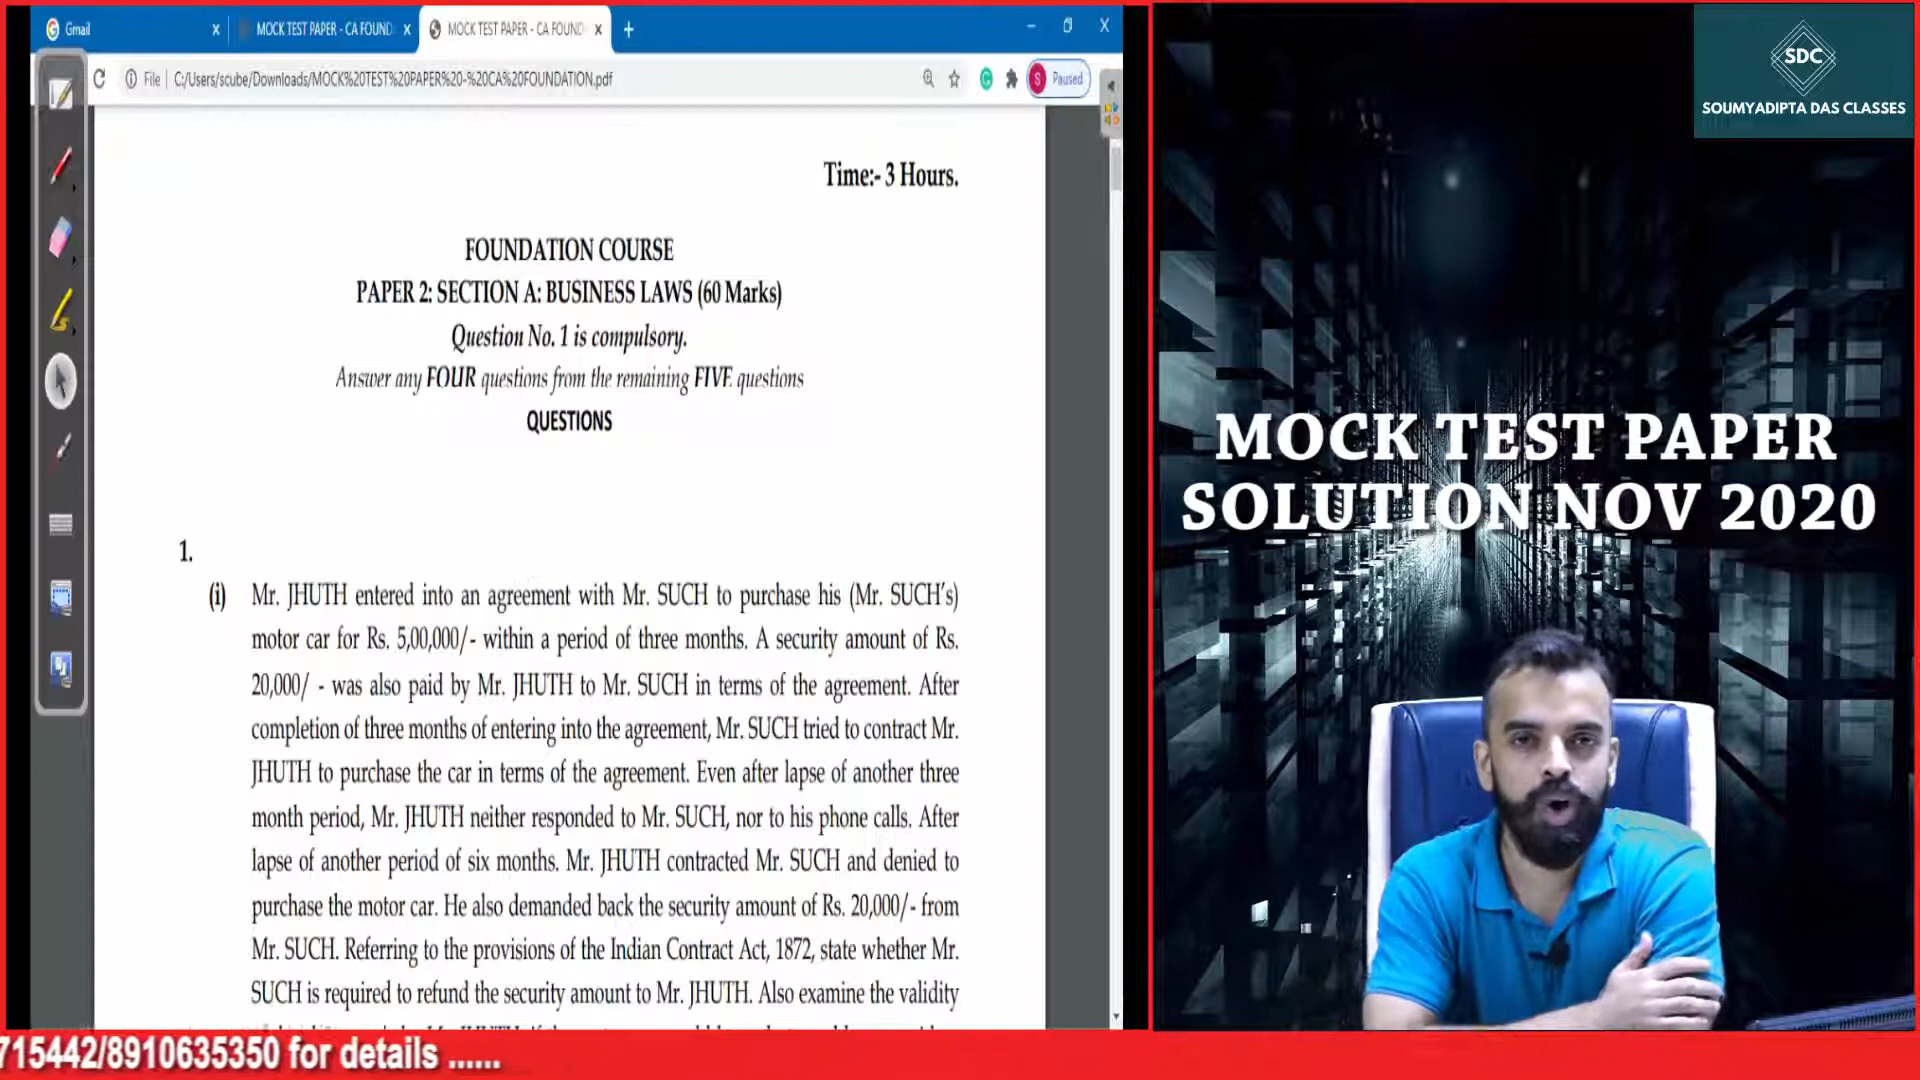 Gmail
MOCK TEST PAPER - CA FOUND
MOCK TEST PAPER - CA FOUND
File | C:/Users/scube/Downloads/MOCK%20TEST%20PAPER%20-%20CA%20FOUNDATION.pdf
S Paused
Time:- 3 Hours.
FOUNDATION COURSE
PAPER 2: SECTION A: BUSINESS LAWS (60 Marks)
Question No. 1 is compulsory.
Answer any FOUR questions from the remaining FIVE questions
QUESTIONS
1.
(i) Mr. JHUTH entered into an agreement with Mr. SUCH to purchase his (Mr. SUCH's)
motor car for Rs. 5,00,000/- within a period of three months. A security amount of Rs.
20,000/ - was also paid by Mr. JHUTH to Mr. SUCH in terms of the agreement. After
completion of three months of entering into the agreement, Mr. SUCH tried to contract Mr.
JHUTH to purchase the car in terms of the agreement. Even after lapse of another three
month period, Mr. JHUTH neither responded to Mr. SUCH, nor to his phone calls. After
lapse of another period of six months. Mr. JHUTH contracted Mr. SUCH and denied to
purchase the motor car. He also demanded back the security amount of Rs. 20,000/- from
Mr. SUCH. Referring to the provisions of the Indian Contract Act, 1872, state whether Mr.
SUCH is required to refund the security amount to Mr. JHUTH. Also examine the validity
SDC
SOUMYADIPTA DAS CLASSES
MOCK TEST PAPER
SOLUTION NOV 2020
715442/8910635350 for details ......